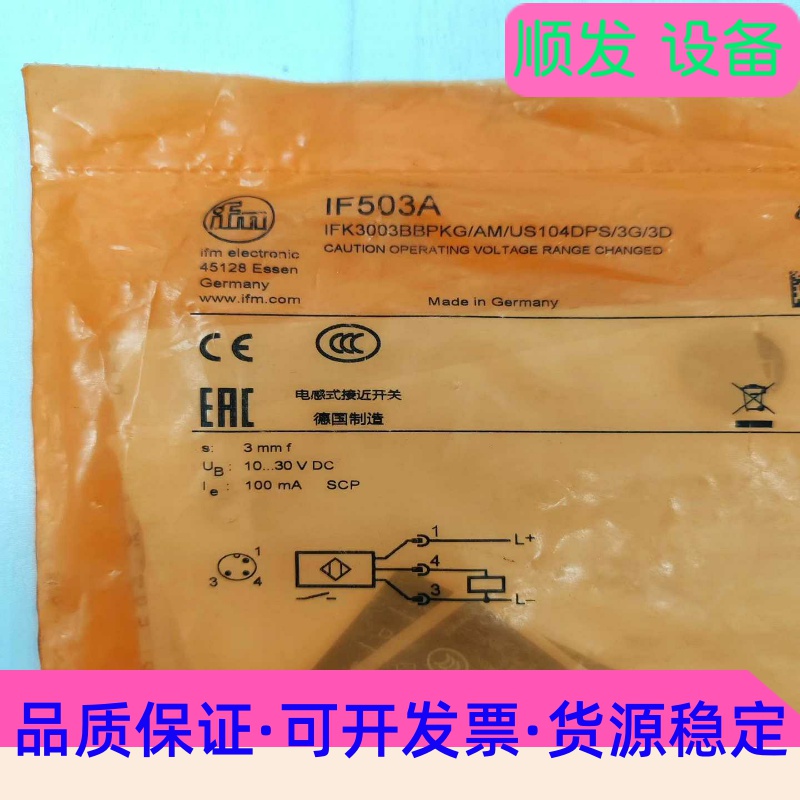 顺发 设备
ifm
IF503A
IFK3003BBPKG/AM/US104DPS/3G/3D
CAUTION OPERATING VOLTAGE RANGE CHANGED
ifm electronic
45128 Essen
Germany
www.ifm.com
Made in Germany
CE
CCC
EAC
电感式接近开关
德国制造
s: 3 mm f
UB: 10...30 V DC
Ie: 100 mA SCP
1
3 4
1 L+
4
3 L−
品质保证·可开发票·货源稳定